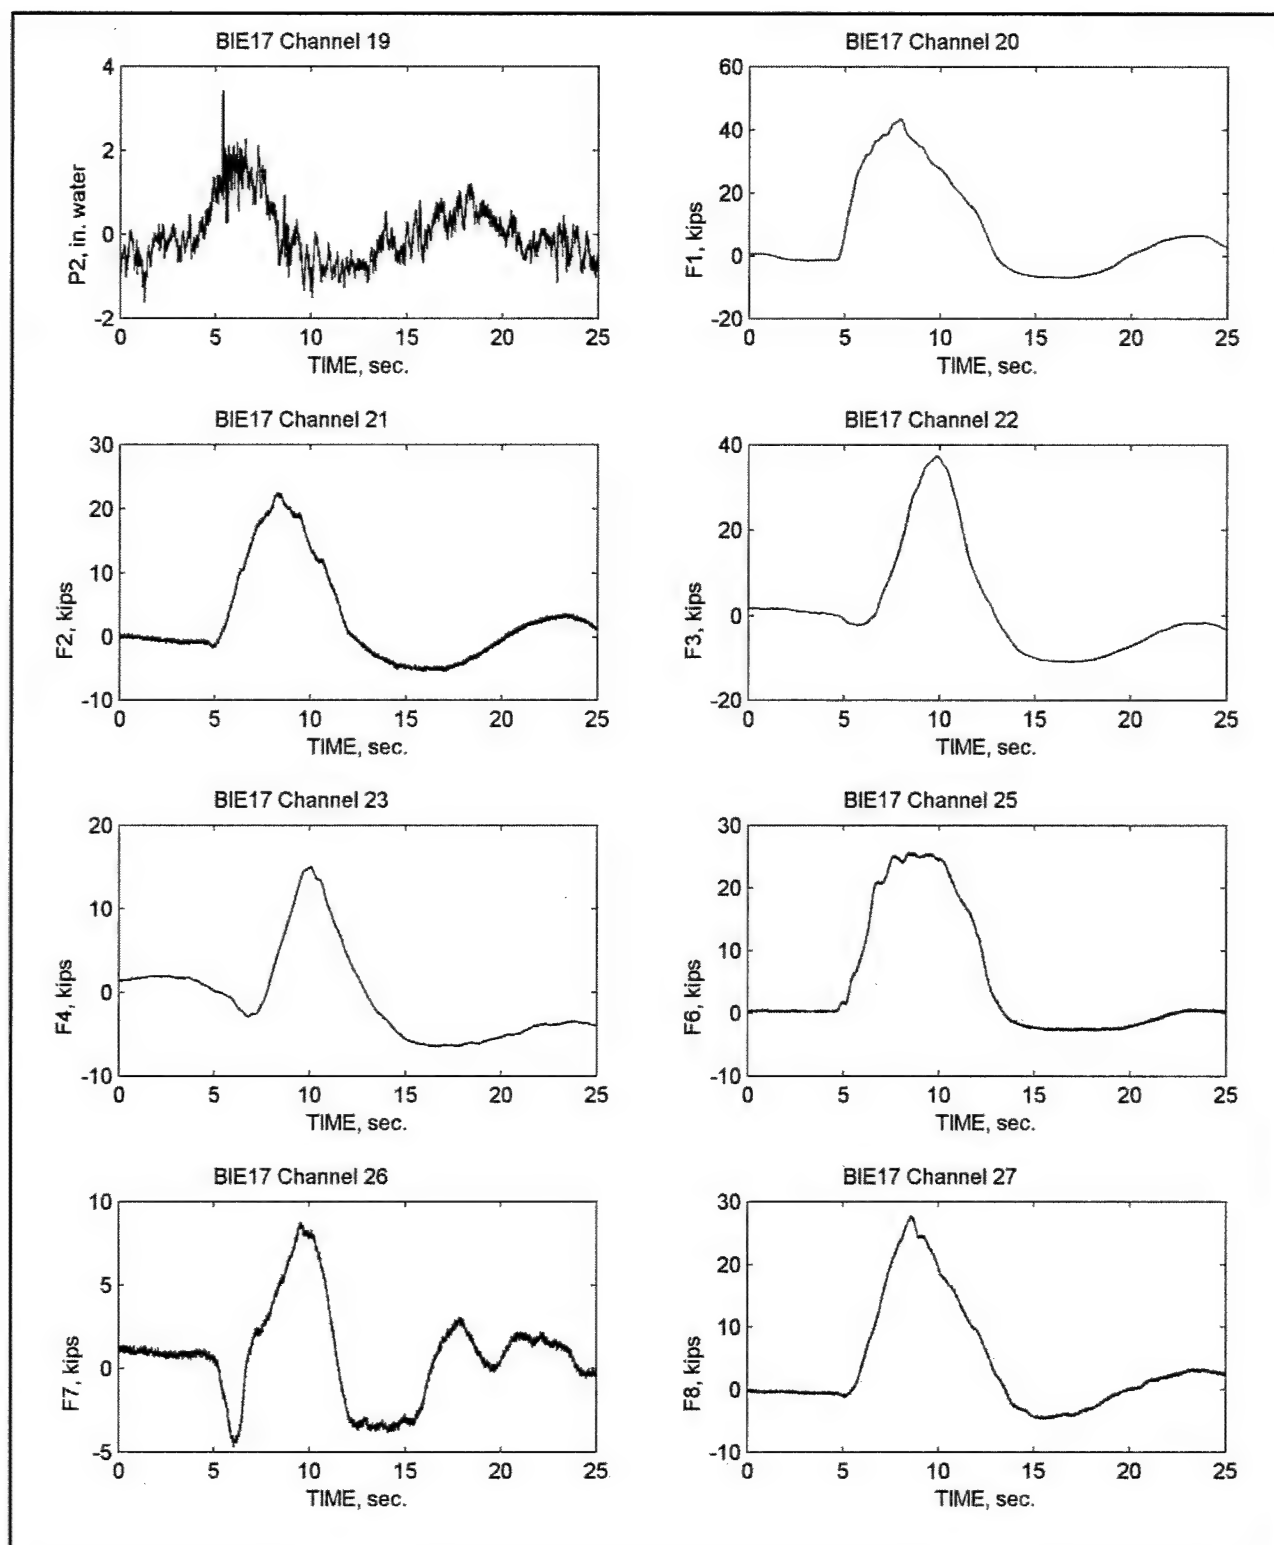 BIE17 Channel 19
4
2
0
-2
P2, in. water
0 5 10 15 20 25
TIME, sec.
BIE17 Channel 20
60
40
20
0
-20
F1, kips
0 5 10 15 20 25
TIME, sec.
BIE17 Channel 21
30
20
10
0
-10
F2, kips
0 5 10 15 20 25
TIME, sec.
BIE17 Channel 22
40
20
0
-20
F3, kips
0 5 10 15 20 25
TIME, sec.
BIE17 Channel 23
20
10
0
-10
F4, kips
0 5 10 15 20 25
TIME, sec.
BIE17 Channel 25
30
20
10
0
-10
F6, kips
0 5 10 15 20 25
TIME, sec.
BIE17 Channel 26
10
5
0
-5
F7, kips
0 5 10 15 20 25
TIME, sec.
BIE17 Channel 27
30
20
10
0
-10
F8, kips
0 5 10 15 20 25
TIME, sec.